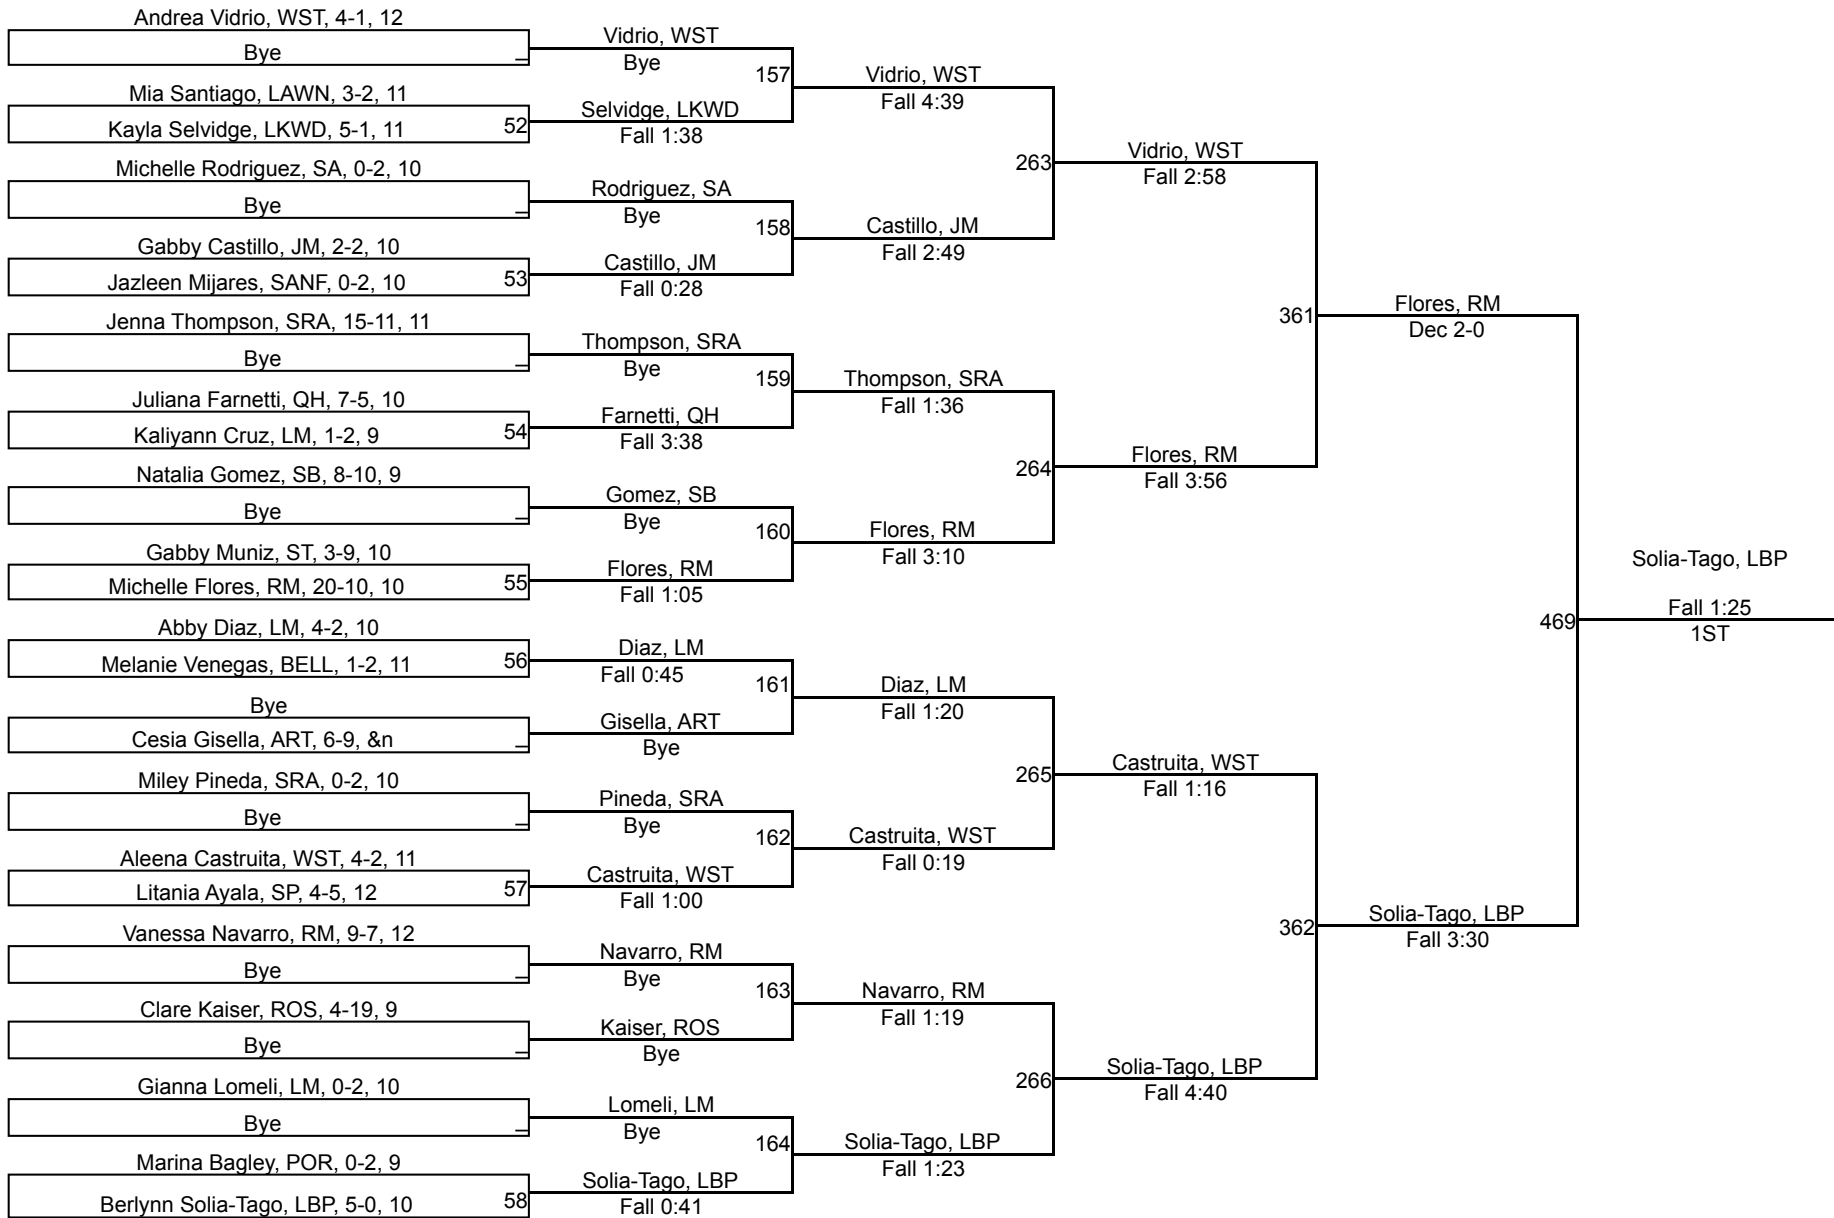 Andrea Vidrio, WST, 4-1, 12
Bye
_
Mia Santiago, LAWN, 3-2, 11
Kayla Selvidge, LKWD, 5-1, 11
52
Michelle Rodriguez, SA, 0-2, 10
Bye
_
Gabby Castillo, JM, 2-2, 10
Jazleen Mijares, SANF, 0-2, 10
53
Jenna Thompson, SRA, 15-11, 11
Bye
_
Juliana Farnetti, QH, 7-5, 10
Kaliyann Cruz, LM, 1-2, 9
54
Natalia Gomez, SB, 8-10, 9
Bye
_
Gabby Muniz, ST, 3-9, 10
Michelle Flores, RM, 20-10, 10
55
Abby Diaz, LM, 4-2, 10
Melanie Venegas, BELL, 1-2, 11
56
Bye
Cesia Gisella, ART, 6-9, &n
_
Miley Pineda, SRA, 0-2, 10
Bye
_
Aleena Castruita, WST, 4-2, 11
Litania Ayala, SP, 4-5, 12
57
Vanessa Navarro, RM, 9-7, 12
Bye
_
Clare Kaiser, ROS, 4-19, 9
Bye
_
Gianna Lomeli, LM, 0-2, 10
Bye
_
Marina Bagley, POR, 0-2, 9
Berlynn Solia-Tago, LBP, 5-0, 10
58
Vidrio, WST
Bye
157
Selvidge, LKWD
Fall 1:38
Rodriguez, SA
Bye
158
Castillo, JM
Fall 0:28
Thompson, SRA
Bye
159
Farnetti, QH
Fall 3:38
Gomez, SB
Bye
160
Flores, RM
Fall 1:05
Diaz, LM
Fall 0:45
161
Gisella, ART
Bye
Pineda, SRA
Bye
162
Castruita, WST
Fall 1:00
Navarro, RM
Bye
163
Kaiser, ROS
Bye
Lomeli, LM
Bye
164
Solia-Tago, LBP
Fall 0:41
Vidrio, WST
Fall 4:39
263
Castillo, JM
Fall 2:49
Thompson, SRA
Fall 1:36
264
Flores, RM
Fall 3:10
Diaz, LM
Fall 1:20
265
Castruita, WST
Fall 0:19
Navarro, RM
Fall 1:19
266
Solia-Tago, LBP
Fall 1:23
Vidrio, WST
Fall 2:58
361
Flores, RM
Fall 3:56
Castruita, WST
Fall 1:16
362
Solia-Tago, LBP
Fall 4:40
Flores, RM
Dec 2-0
469
Solia-Tago, LBP
Fall 3:30
Solia-Tago, LBP
Fall 1:25
1ST